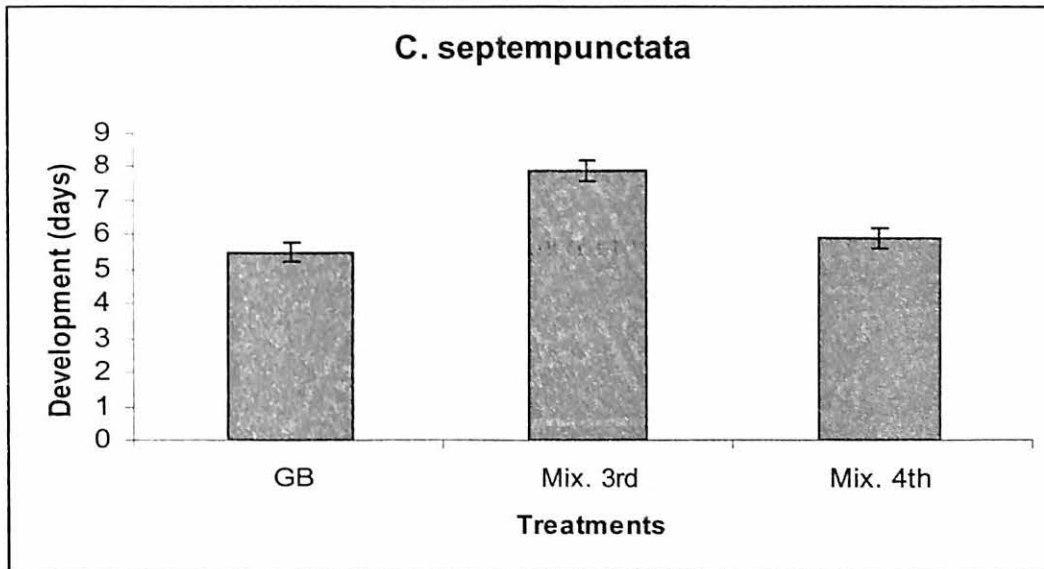 C. septempunctata
Development (days)
9
8
7
6
5
4
3
2
1
0
GB
Mix. 3rd
Mix. 4th
Treatments